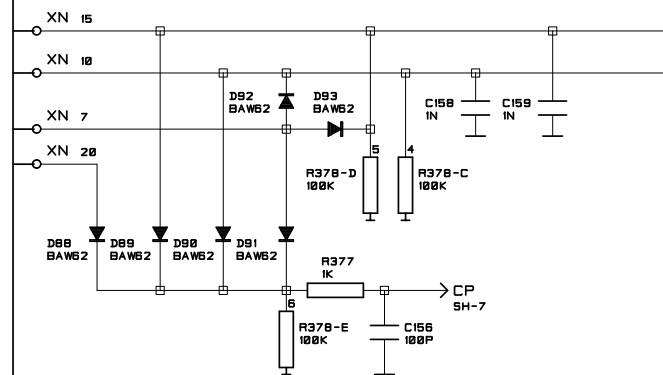 XN 15
XN 10
D92
BAW62
D93
BAW62
C158
1N
C159
1N
XN 7
XN 20
5
4
R378-D
100K
R378-C
100K
D88
BAW62
D89
BAW62
D90
BAW62
D91
BAW62
R377
1K
CP
SH-7
6
R378-E
100K
C156
100P